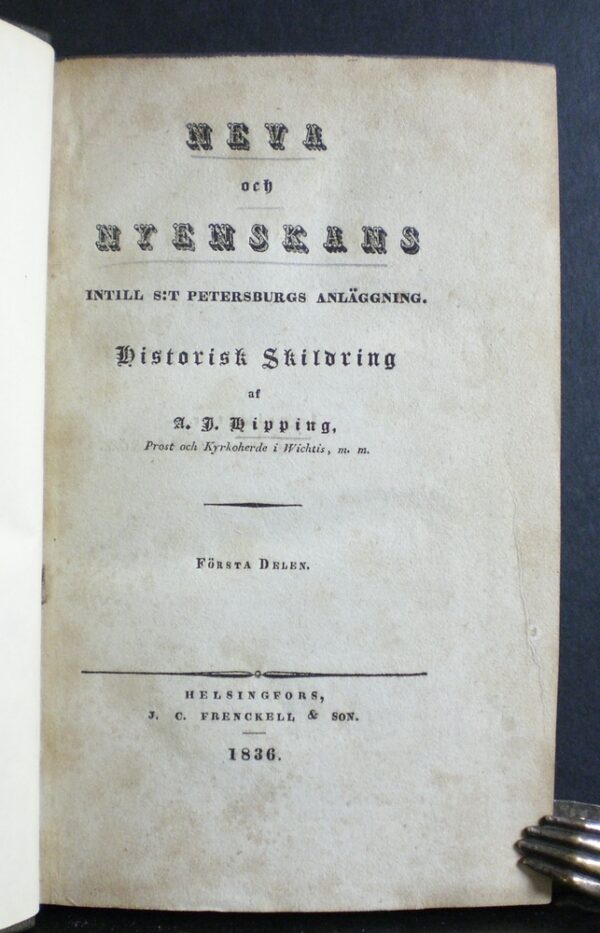 NEVA
och
NYENSKANS
INTILL S:T PETERSBURGS ANLÄGGNING.
Historisk Skildring
af
A. J. Hipping,
Prost och Kyrkoherde i Wichtis, m. m.
FÖRSTA DELEN.
HELSINGFORS,
J. C. FRENCKELL & SON.
1836.